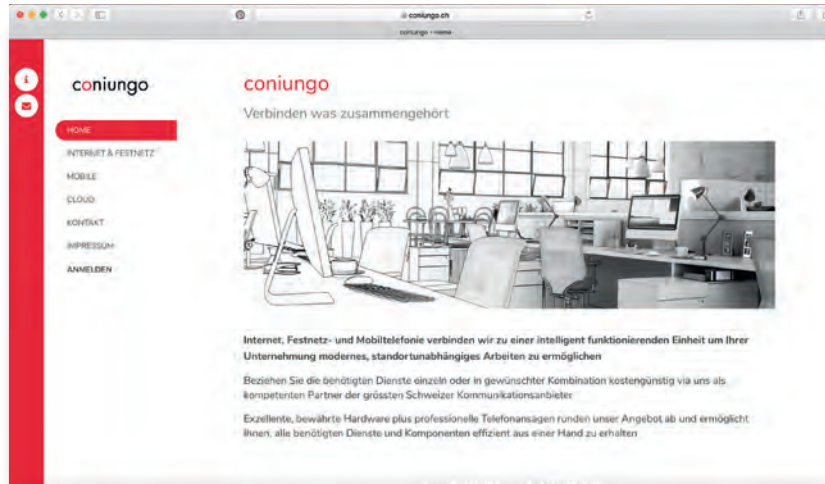 coniungo.ch
coniungo - Home
i
coniungo
HOME
INTERNET & FESTNETZ
MOBILE
CLOUD
KONTAKT
IMPRESSUM
ANMELDEN
coniungo
Verbinden was zusammengehört
Internet, Festnetz- und Mobiltelefonie verbinden wir zu einer intelligent funktionierenden Einheit um Ihrer
Unternehmung modernes, standortunabhängiges Arbeiten zu ermöglichen
Beziehen Sie die benötigten Dienste einzeln oder in gewünschter Kombination kostengünstig via uns als
kompetenten Partner der grössten Schweizer Kommunikationsanbieter
Exzellente, bewährte Hardware plus professionelle Telefonansagen runden unser Angebot ab und ermöglicht
Ihnen, alle benötigten Dienste und Komponenten effizient aus einer Hand zu erhalten